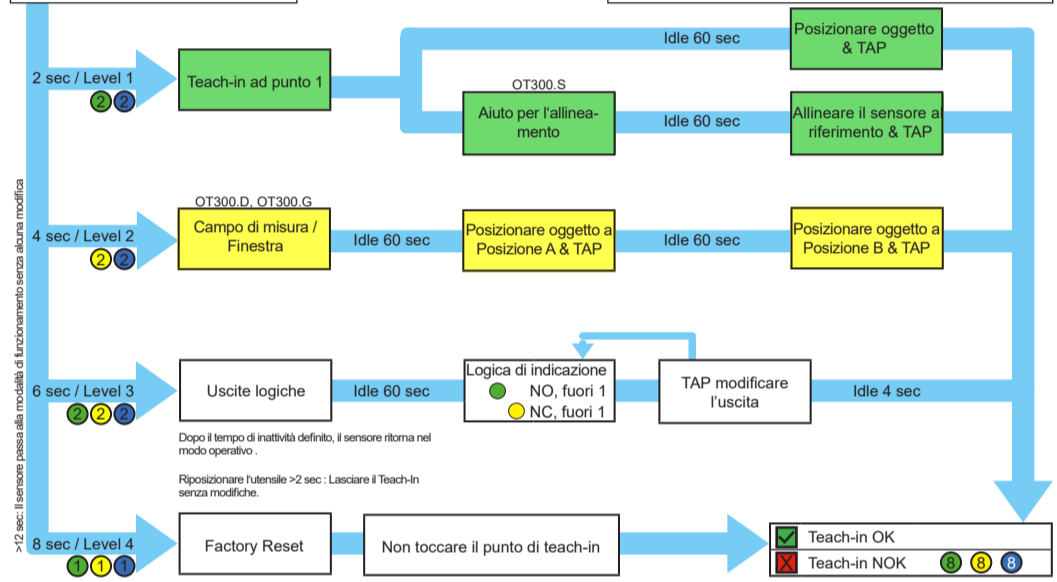 Idle 60 sec
Posizionare oggetto
& TAP
2 sec / Level 1
2 2
Teach-in ad punto 1
OT300.S
Aiuto per l'allinea-
mento
Idle 60 sec
Allineare il sensore al
riferimento & TAP
OT300.D, OT300.G
4 sec / Level 2
2 2
Campo di misura /
Finestra
Idle 60 sec
Posizionare oggetto a
Posizione A & TAP
Idle 60 sec
Posizionare oggetto a
Posizione B & TAP
6 sec / Level 3
2 2 2
Uscite logiche
Idle 60 sec
Logica di indicazione
NO, fuori 1
NC, fuori 1
TAP modificare
l'uscita
Idle 4 sec
Dopo il tempo di inattività definito, il sensore ritorna nel
modo operativo .
Riposizionare l'utensile >2 sec : Lasciare il Teach-In
senza modifiche.
8 sec / Level 4
1 1 1
Factory Reset
Non toccare il punto di teach-in
Teach-in OK
Teach-in NOK 8 8 8
>12 sec: Il sensore passa alla modalità di funzionamento senza alcuna modifica